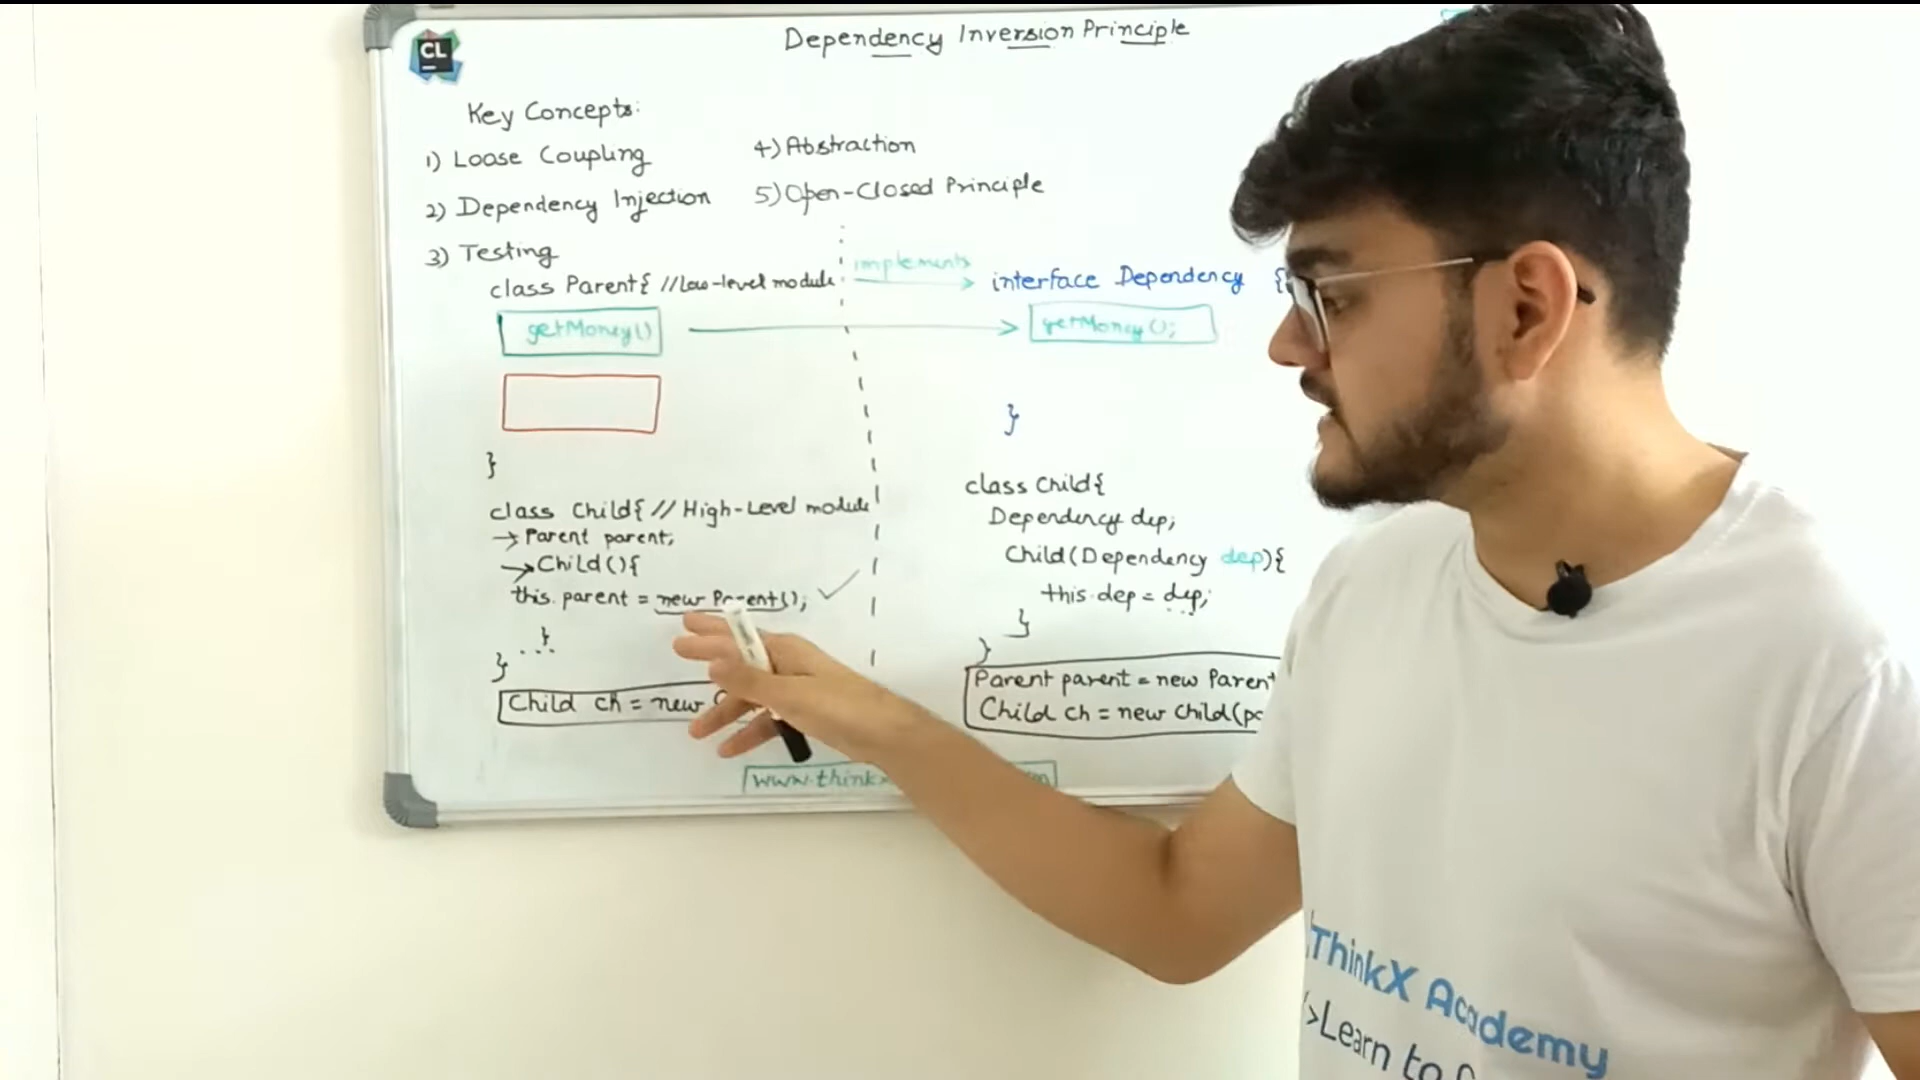 CL
Dependency Inversion Principle
Key Concepts:
1) Loose Coupling
2) Dependency Injection
3) Testing
4) Abstraction
5) Open-Closed Principle
class Parent{ //Low-level module
getMoney()
}
class Child{ // High-Level module
→ Parent parent;
→ Child(){
this.parent = new Parent();
}
...
}
Child ch = new
implements
interface Dependency {
getMoney();
}
class Child{
Dependency dep;
Child(Dependency dep){
this.dep = dep;
...
}
}
Parent parent = new Parent
Child ch = new Child(
www.think
ThinkX Academy
>Learn to